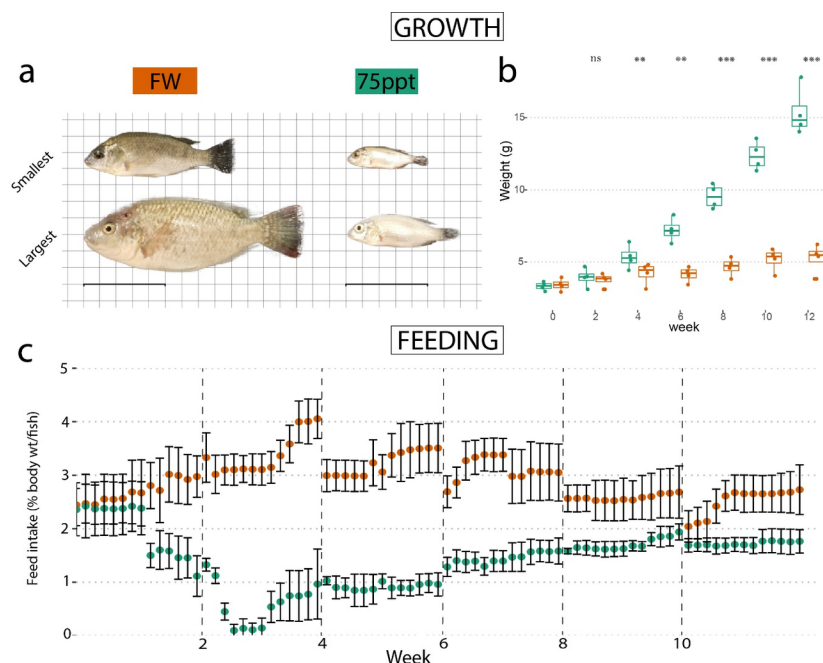 GROWTH
a
FW
75ppt
Smallest
Largest
b
ns ** ** *** *** ***
Weight (g)
15
10
5
0 2 4 6 8 10 12
week
FEEDING
c
Feed intake (% body wt/fish)
5
4
3
2
1
0
2 4 6 8 10
Week